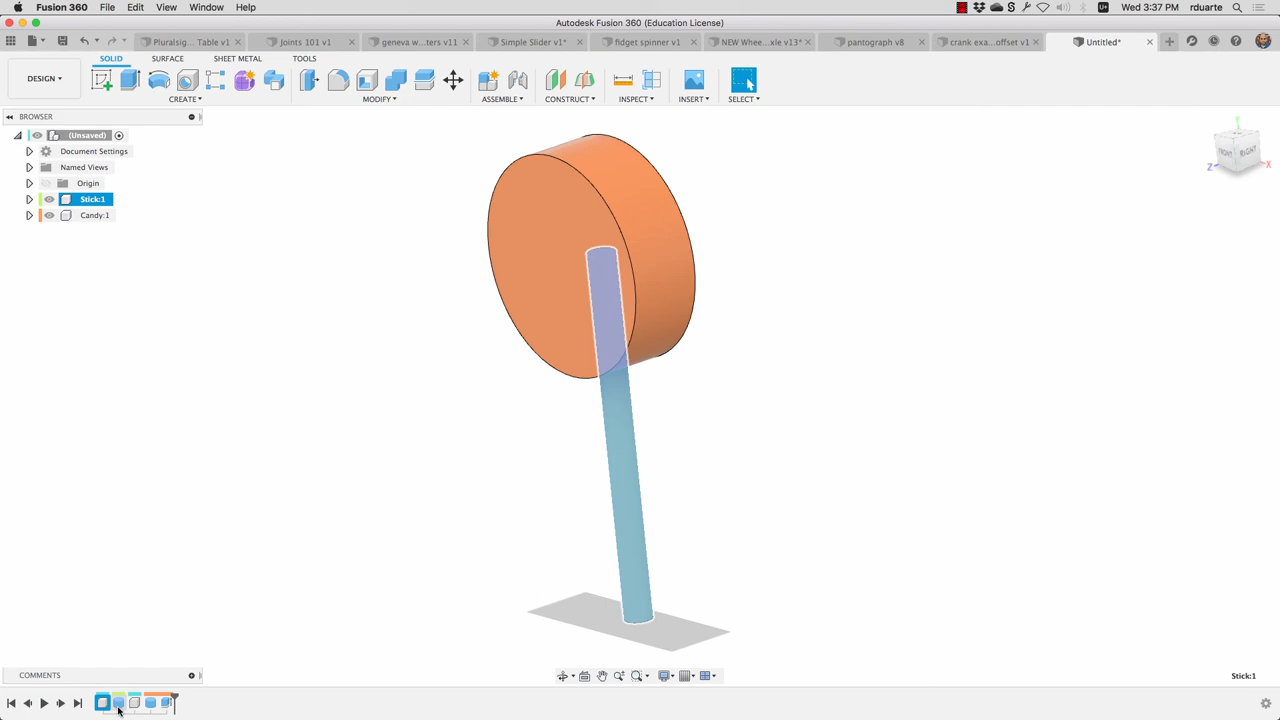 Fusion 360 File Edit View Window Help Wed 3:37 PM rduarte
Autodesk Fusion 360 (Education License)
Pluralsig... Table v1 Joints 101 v1 geneva w...ters v11 Simple Slider v1* fidget spinner v1 NEW Whee...xle v13* pantograph v8 crank exa...offset v1 Untitled*
SOLID SURFACE SHEET METAL TOOLS
DESIGN
CREATE MODIFY ASSEMBLE CONSTRUCT INSPECT INSERT SELECT
BROWSER
(Unsaved)
Document Settings
Named Views
Origin
Stick:1
Candy:1
Y
FRONT RIGHT
Z X
COMMENTS
Stick:1